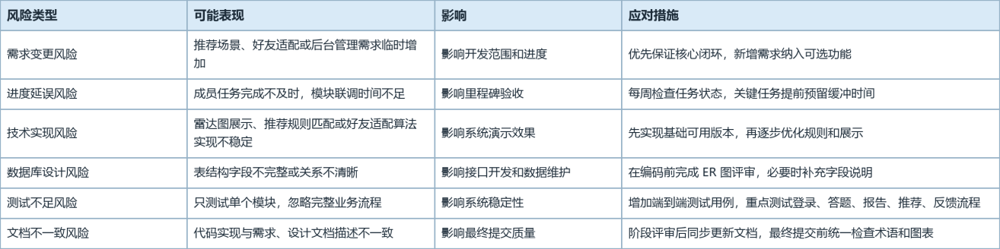 风险类型 可能表现 影响 应对措施
需求变更风险 推荐场景、好友适配或后台管理需求临时增
加 影响开发范围和进度 优先保证核心闭环，新增需求纳入可选功能
进度延误风险 成员任务完成不及时，模块联调时间不足 影响里程碑验收 每周检查任务状态，关键任务提前预留缓冲时间
技术实现风险 雷达图展示、推荐规则匹配或好友适配算法
实现不稳定 影响系统演示效果 先实现基础可用版本，再逐步优化规则和展示
数据库设计风险 表结构字段不完整或关系不清晰 影响接口开发和数据维护 在编码前完成 ER 图评审，必要时补充字段说明
测试不足风险 只测试单个模块，忽略完整业务流程 影响系统稳定性 增加端到端测试用例，重点测试登录、答题、报告、推荐、反馈流程
文档不一致风险 代码实现与需求、设计文档描述不一致 影响最终提交质量 阶段评审后同步更新文档，最终提交前统一检查术语和图表